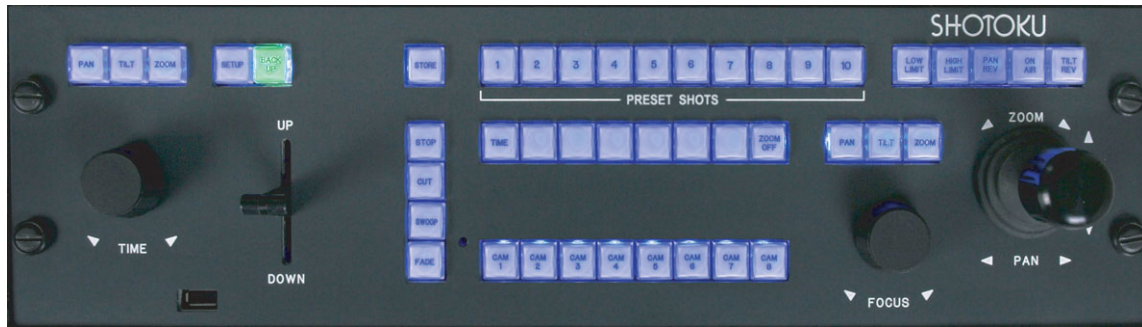 SHOTOKU
PAN TILT ZOOM
SETUP BACK UP
STORE
1 2 3 4 5 6 7 8 9 10
PRESET SHOTS
LOW LIMIT HIGH LIMIT PAN REV ON AIR TILT REV
UP
ZOOM
STOP
TIME ZOOM OFF
PAN TILT ZOOM
CUT
SWOOP
TIME
FADE
CAM 1 CAM 2 CAM 3 CAM 4 CAM 5 CAM 6 CAM 7 CAM 8
PAN
DOWN
FOCUS